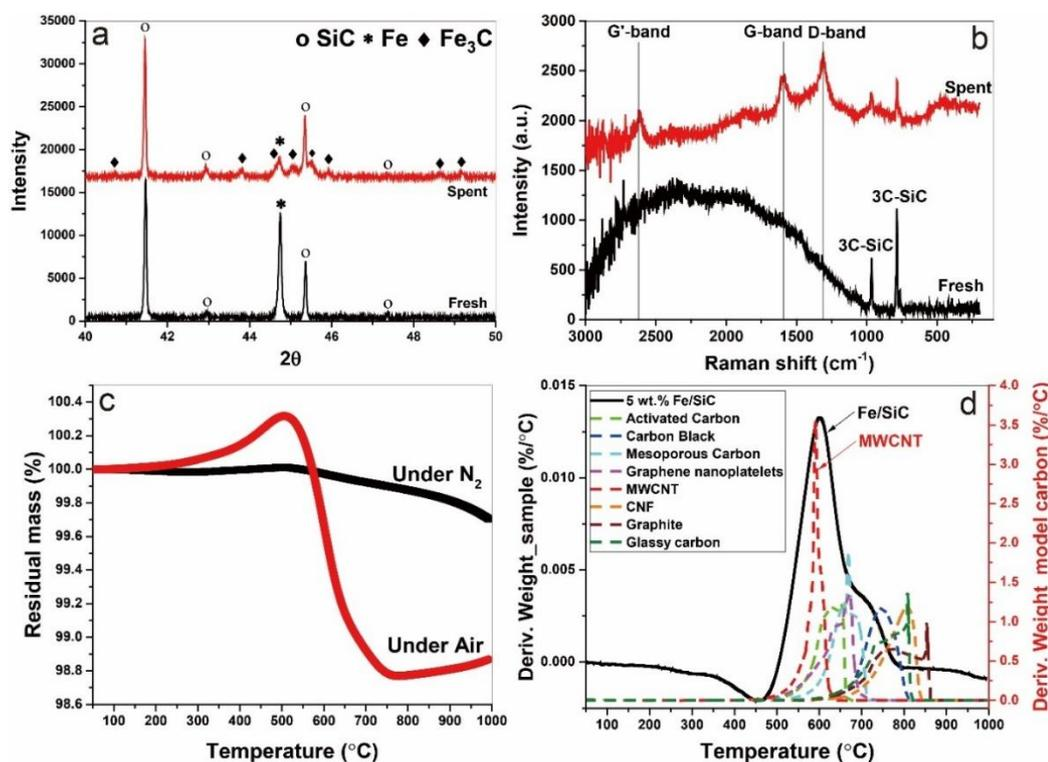 a
o SiC * Fe ♦ Fe₃C
Intensity
35000
30000
25000
20000
15000
10000
5000
0
Spent
Fresh
40 42 44 46 48 50
2θ
b
G'-band G-band D-band
Intensity (a.u.)
3000
2500
2000
1500
1000
500
0
Spent
3C-SiC
3C-SiC
Fresh
3000 2500 2000 1500 1000 500
Raman shift (cm⁻¹)
c
Residual mass (%)
100.4
100.2
100.0
99.8
99.6
99.4
99.2
99.0
98.8
98.6
Under N₂
Under Air
100 200 300 400 500 600 700 800 900 1000
Temperature (°C)
d
Deriv. Weight_sample (%/°C)
0.015
0.010
0.005
0.000
5 wt.% Fe/SiC
Activated Carbon
Carbon Black
Mesoporous Carbon
Graphene nanoplatelets
MWCNT
CNF
Graphite
Glassy carbon
Fe/SiC
MWCNT
4.0
3.5
3.0
2.5
2.0
1.5
1.0
0.5
0.0
Deriv. Weight_model carbon (%/°C)
100 200 300 400 500 600 700 800 900 1000
Temperature (°C)